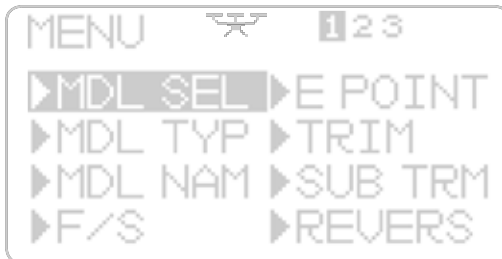 MENU 1 2 3
▶MDL SEL ▶E POINT
▶MDL TYP ▶TRIM
▶MDL NAM ▶SUB TRM
▶F/S ▶REVERS